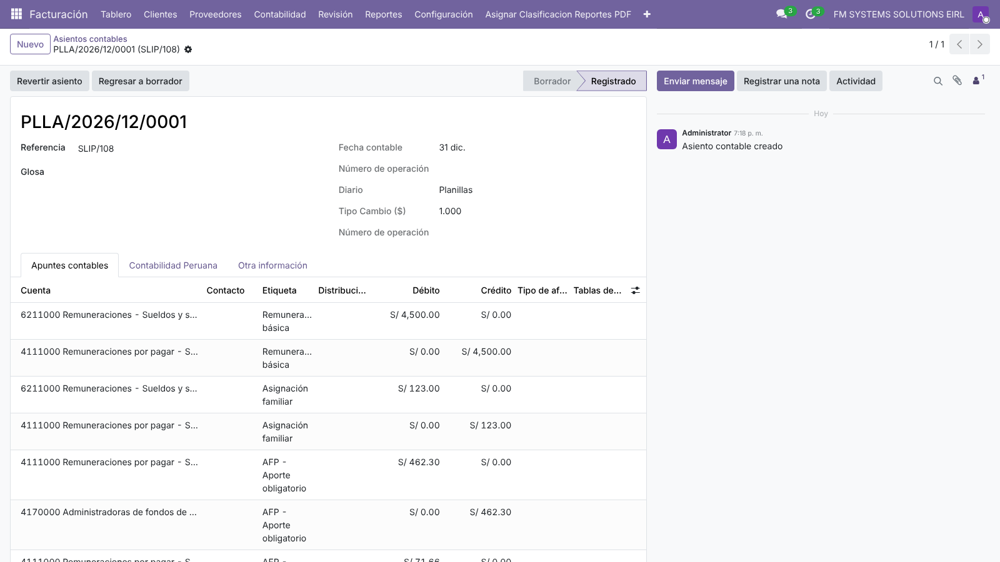 Facturación Tablero Clientes Proveedores Contabilidad Revisión Reportes Configuración Asignar Clasificacion Reportes PDF 3 3 FM SYSTEMS SOLUTIONS EIRL A
Nuevo
Asientos contables
PLLA/2026/12/0001 (SLIP/108)
1 / 1
Revertir asiento Regresar a borrador Borrador Registrado
Enviar mensaje Registrar una nota Actividad 1
PLLA/2026/12/0001
Referencia SLIP/108
Glosa
Fecha contable 31 dic.
Número de operación
Diario Planillas
Tipo Cambio ($) 1.000
Número de operación
Hoy
A
Administrator 7:18 p. m.
Asiento contable creado
Apuntes contables Contabilidad Peruana Otra información
Cuenta Contacto Etiqueta Distribuci... Débito Crédito Tipo de af... Tablas de...
6211000 Remuneraciones - Sueldos y s... Remunera... básica S/ 4,500.00 S/ 0.00
4111000 Remuneraciones por pagar - S... Remunera... básica S/ 0.00 S/ 4,500.00
6211000 Remuneraciones - Sueldos y s... Asignación familiar S/ 123.00 S/ 0.00
4111000 Remuneraciones por pagar - S... Asignación familiar S/ 0.00 S/ 123.00
4111000 Remuneraciones por pagar - S... AFP - Aporte obligatorio S/ 462.30 S/ 0.00
4170000 Administradoras de fondos de ... AFP - Aporte obligatorio S/ 0.00 S/ 462.30
4111000 Remuneraciones por pagar - S... AFP - S/ 71.66 S/ 0.00